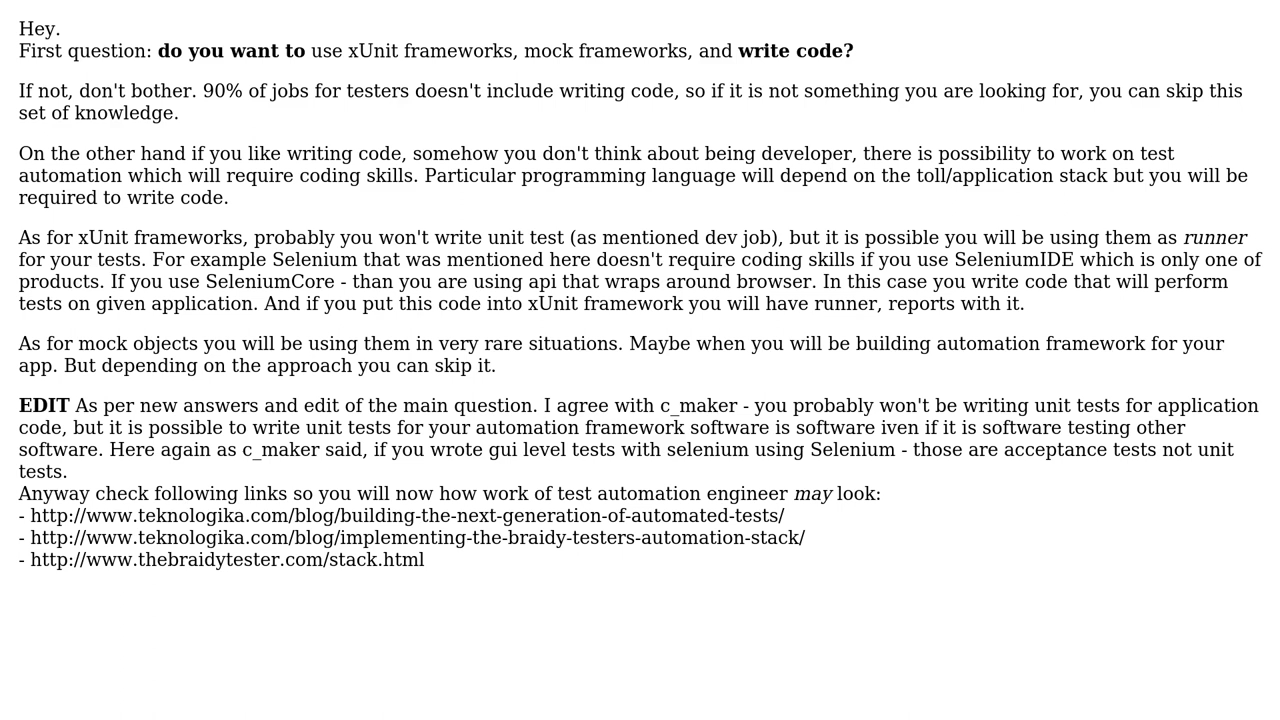 Hey.
First question: do you want to use xUnit frameworks, mock frameworks, and write code?
If not, don't bother. 90% of jobs for testers doesn't include writing code, so if it is not something you are looking for, you can skip this
set of knowledge.
On the other hand if you like writing code, somehow you don't think about being developer, there is possibility to work on test
automation which will require coding skills. Particular programming language will depend on the toll/application stack but you will be
required to write code.
As for xUnit frameworks, probably you won't write unit test (as mentioned dev job), but it is possible you will be using them as runner
for your tests. For example Selenium that was mentioned here doesn't require coding skills if you use SeleniumIDE which is only one of
products. If you use SeleniumCore - than you are using api that wraps around browser. In this case you write code that will perform
tests on given application. And if you put this code into xUnit framework you will have runner, reports with it.
As for mock objects you will be using them in very rare situations. Maybe when you will be building automation framework for your
app. But depending on the approach you can skip it.
EDIT As per new answers and edit of the main question. I agree with c_maker - you probably won't be writing unit tests for application
code, but it is possible to write unit tests for your automation framework software is software iven if it is software testing other
software. Here again as c_maker said, if you wrote gui level tests with selenium using Selenium - those are acceptance tests not unit
tests.
Anyway check following links so you will now how work of test automation engineer may look:
- http://www.teknologika.com/blog/building-the-next-generation-of-automated-tests/
- http://www.teknologika.com/blog/implementing-the-braidy-testers-automation-stack/
- http://www.thebraidytester.com/stack.html